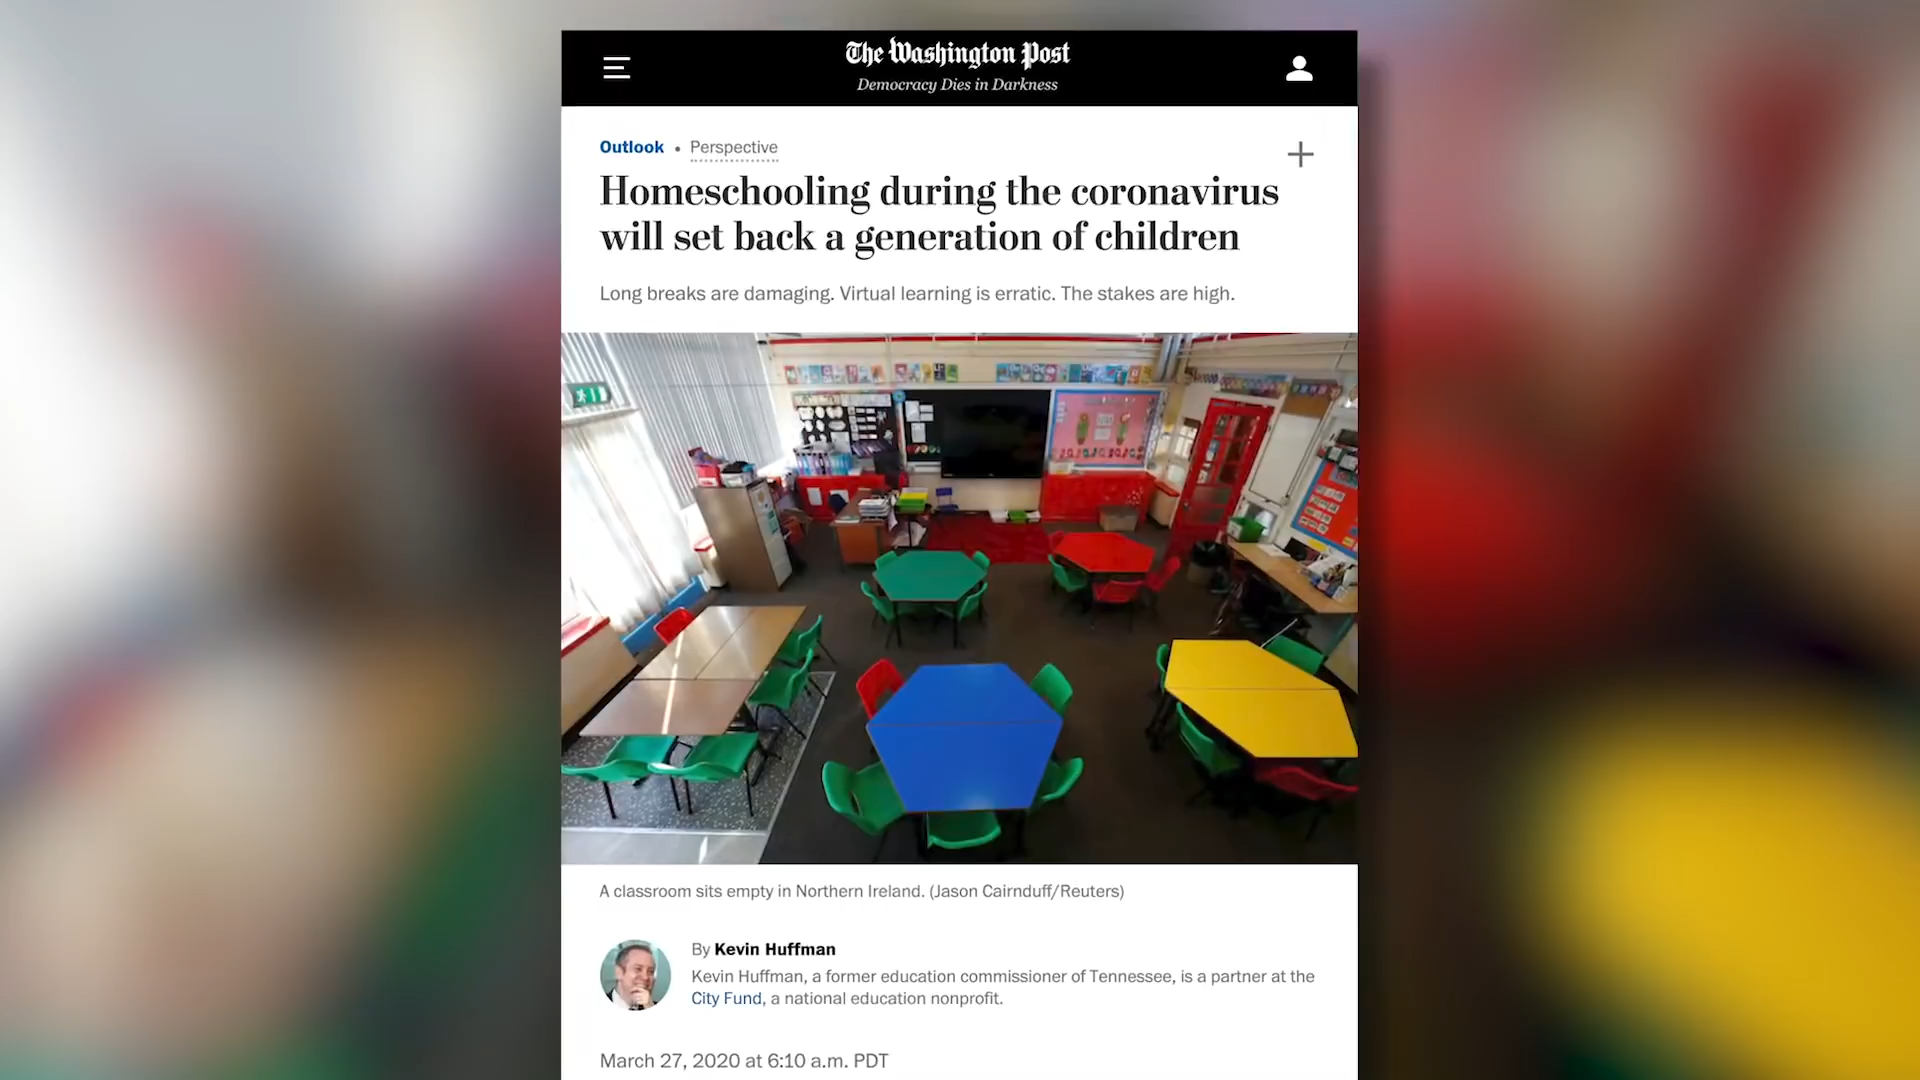 The Washington Post
Democracy Dies in Darkness
Outlook • Perspective
Homeschooling during the coronavirus
will set back a generation of children
Long breaks are damaging. Virtual learning is erratic. The stakes are high.
A classroom sits empty in Northern Ireland. (Jason Cairnduff/Reuters)
By Kevin Huffman
Kevin Huffman, a former education commissioner of Tennessee, is a partner at the
City Fund, a national education nonprofit.
March 27, 2020 at 6:10 a.m. PDT